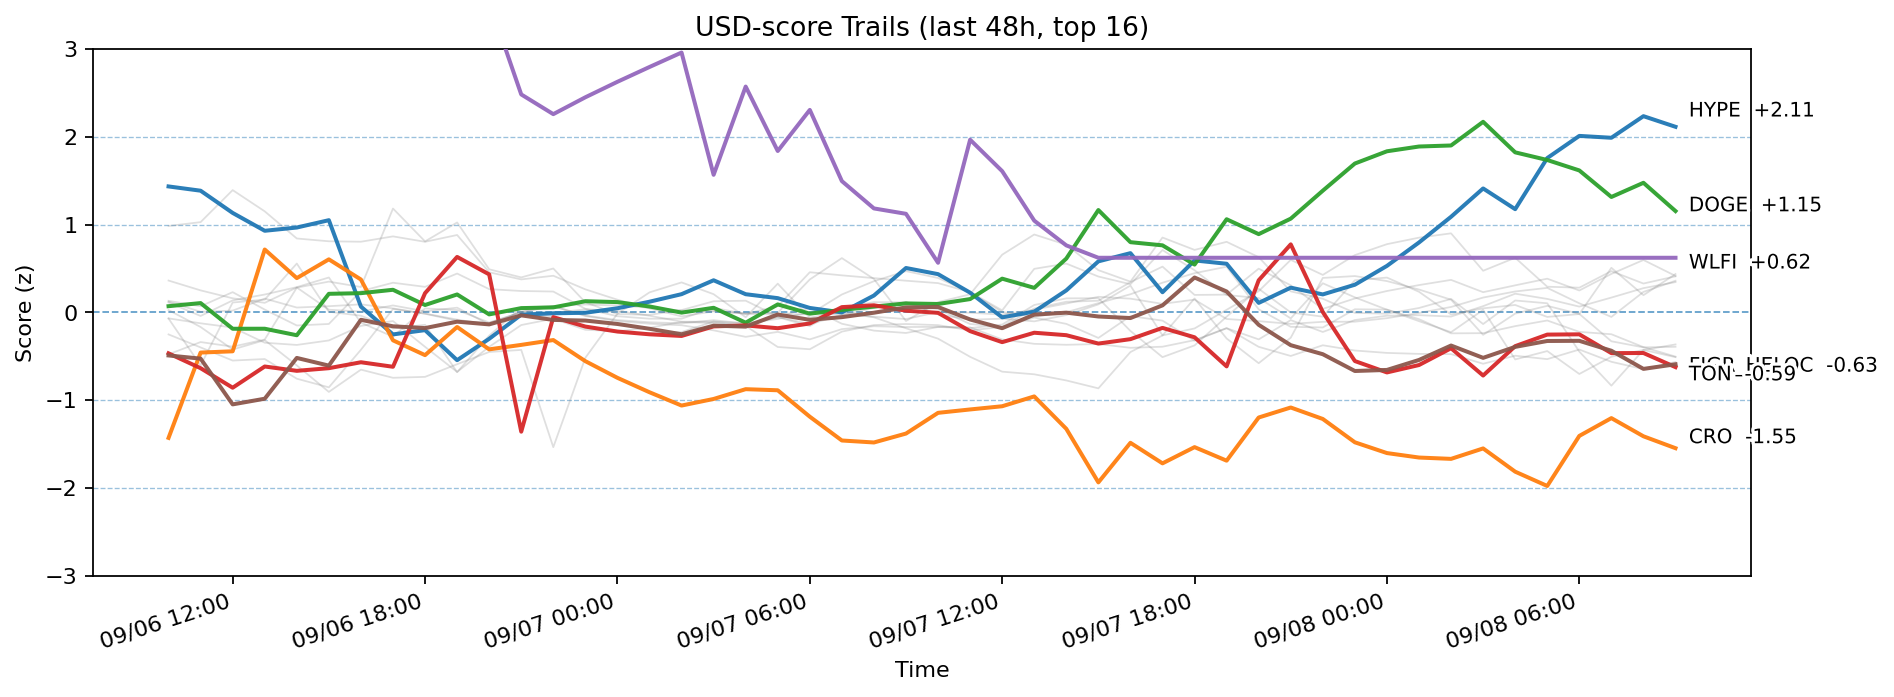 USD-score Trails (last 48h, top 16)
Score (z)
3
2
1
0
−1
−2
−3
HYPE +2.11
DOGE +1.15
WLFI +0.62
HELOC -0.63
TON -0.59
CRO -1.55
09/06 12:00
09/06 18:00
09/07 00:00
09/07 06:00
09/07 12:00
09/07 18:00
09/08 00:00
09/08 06:00
Time